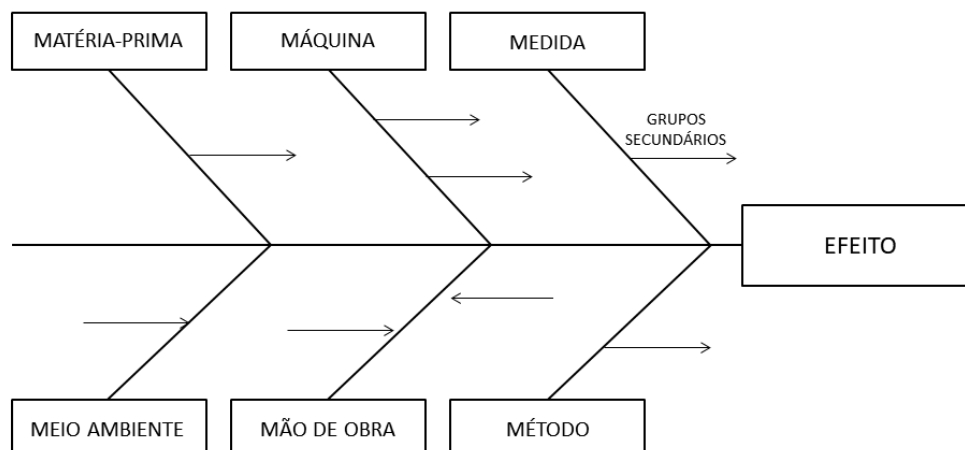 MATÉRIA-PRIMA
MÁQUINA
MEDIDA
GRUPOS
SECUNDÁRIOS
EFEITO
MEIO AMBIENTE
MÃO DE OBRA
MÉTODO